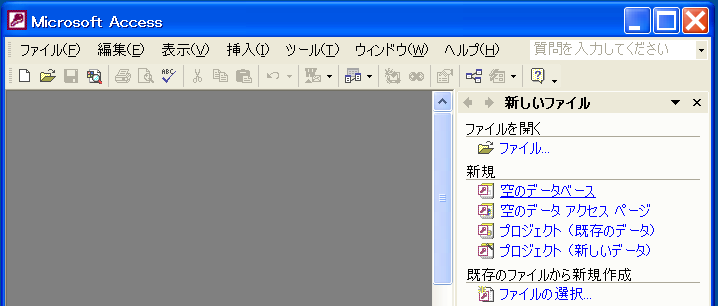 Microsoft Access
ファイル(F) 編集(E) 表示(V) 挿入(I) ツール(T) ウィンドウ(W) ヘルプ(H) 質問を入力してください
新しいファイル
ファイルを開く
ファイル...
新規
空のデータベース
空のデータ アクセス ページ
プロジェクト (既存のデータ)
プロジェクト (新しいデータ)
既存のファイルから新規作成
ファイルの選択...